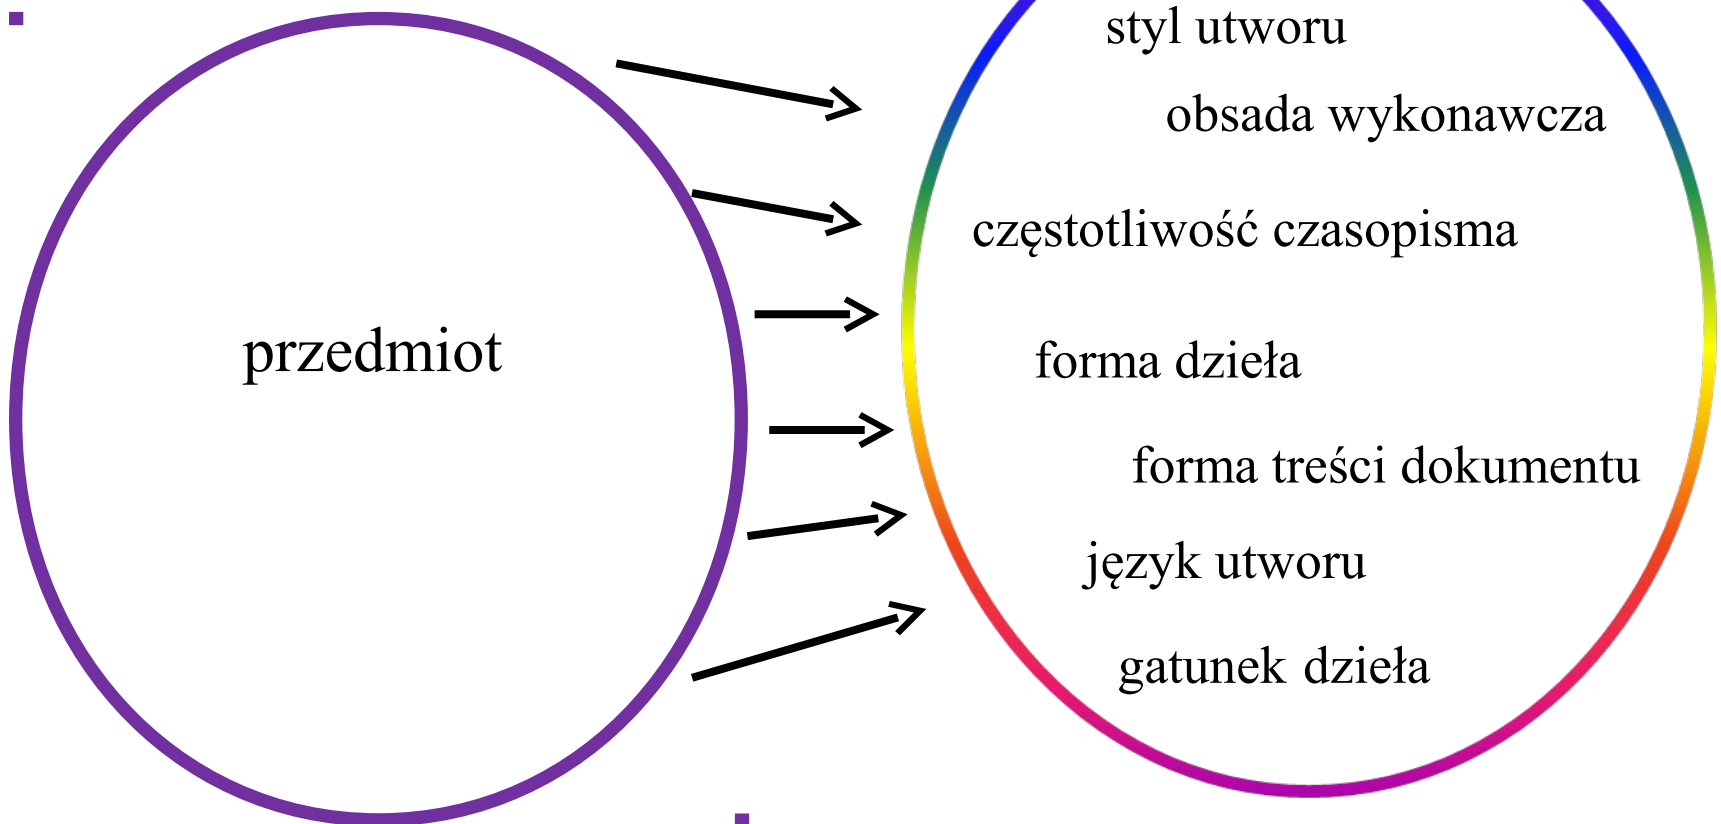 przedmiot
styl utworu
obsada wykonawcza
częstotliwość czasopisma
forma dzieła
forma treści dokumentu
język utworu
gatunek dzieła